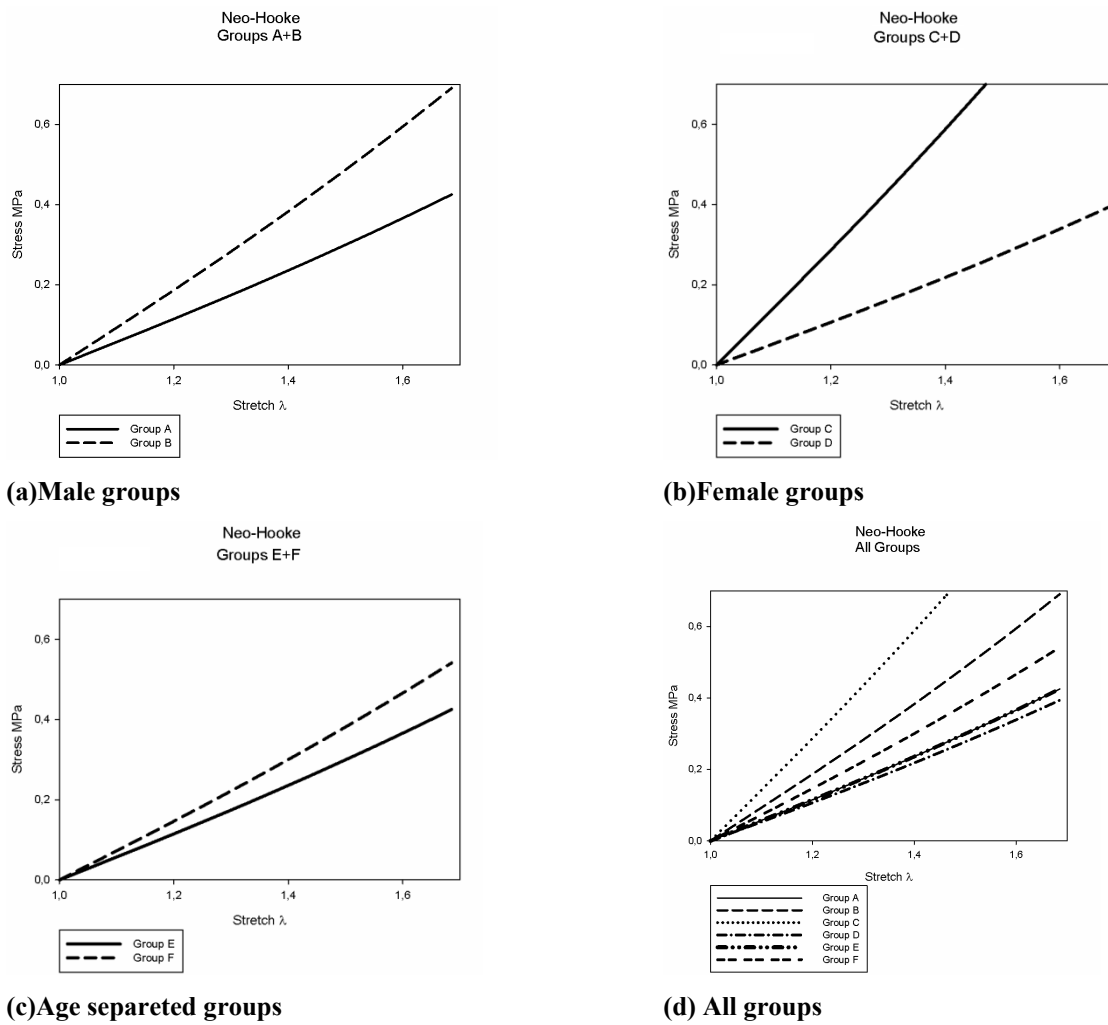 Neo-Hooke
Groups A+B
0,6
0,4
0,2
0,0
Stress MPa
1,0 1,2 1,4 1,6
Stretch λ
Group A
Group B
(a)Male groups
Neo-Hooke
Groups C+D
0,6
0,4
0,2
0,0
Stress MPa
1,0 1,2 1,4 1,6
Stretch λ
Group C
Group D
(b)Female groups
Neo-Hooke
Groups E+F
0,6
0,4
0,2
0,0
Stress MPa
1,0 1,2 1,4 1,6
Stretch λ
Group E
Group F
(c)Age separeted groups
Neo-Hooke
All Groups
0,6
0,4
0,2
0,0
Stress MPa
1,0 1,2 1,4 1,6
Stretch λ
Group A
Group B
Group C
Group D
Group E
Group F
(d) All groups